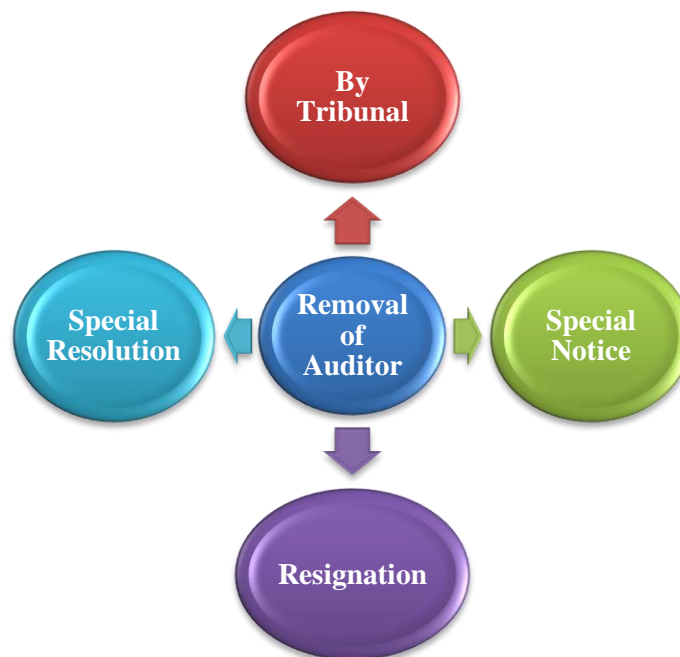 By
Tribunal
Special
Resolution
Removal
of
Auditor
Special
Notice
Resignation